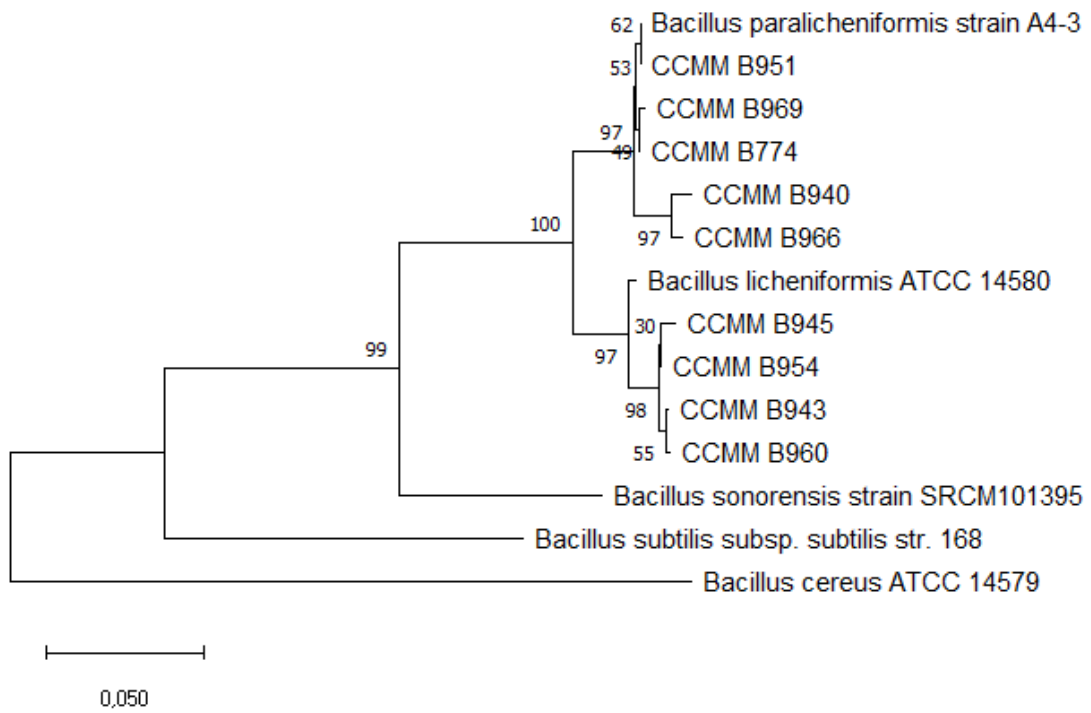 62
Bacillus paralicheniformis strain A4-3
53
CCMM B951
CCMM B969
97
49
CCMM B774
CCMM B940
100
97
CCMM B966
Bacillus licheniformis ATCC 14580
30
CCMM B945
99
97
CCMM B954
98
CCMM B943
55
CCMM B960
Bacillus sonorensis strain SRCM101395
Bacillus subtilis subsp. subtilis str. 168
Bacillus cereus ATCC 14579
0,050